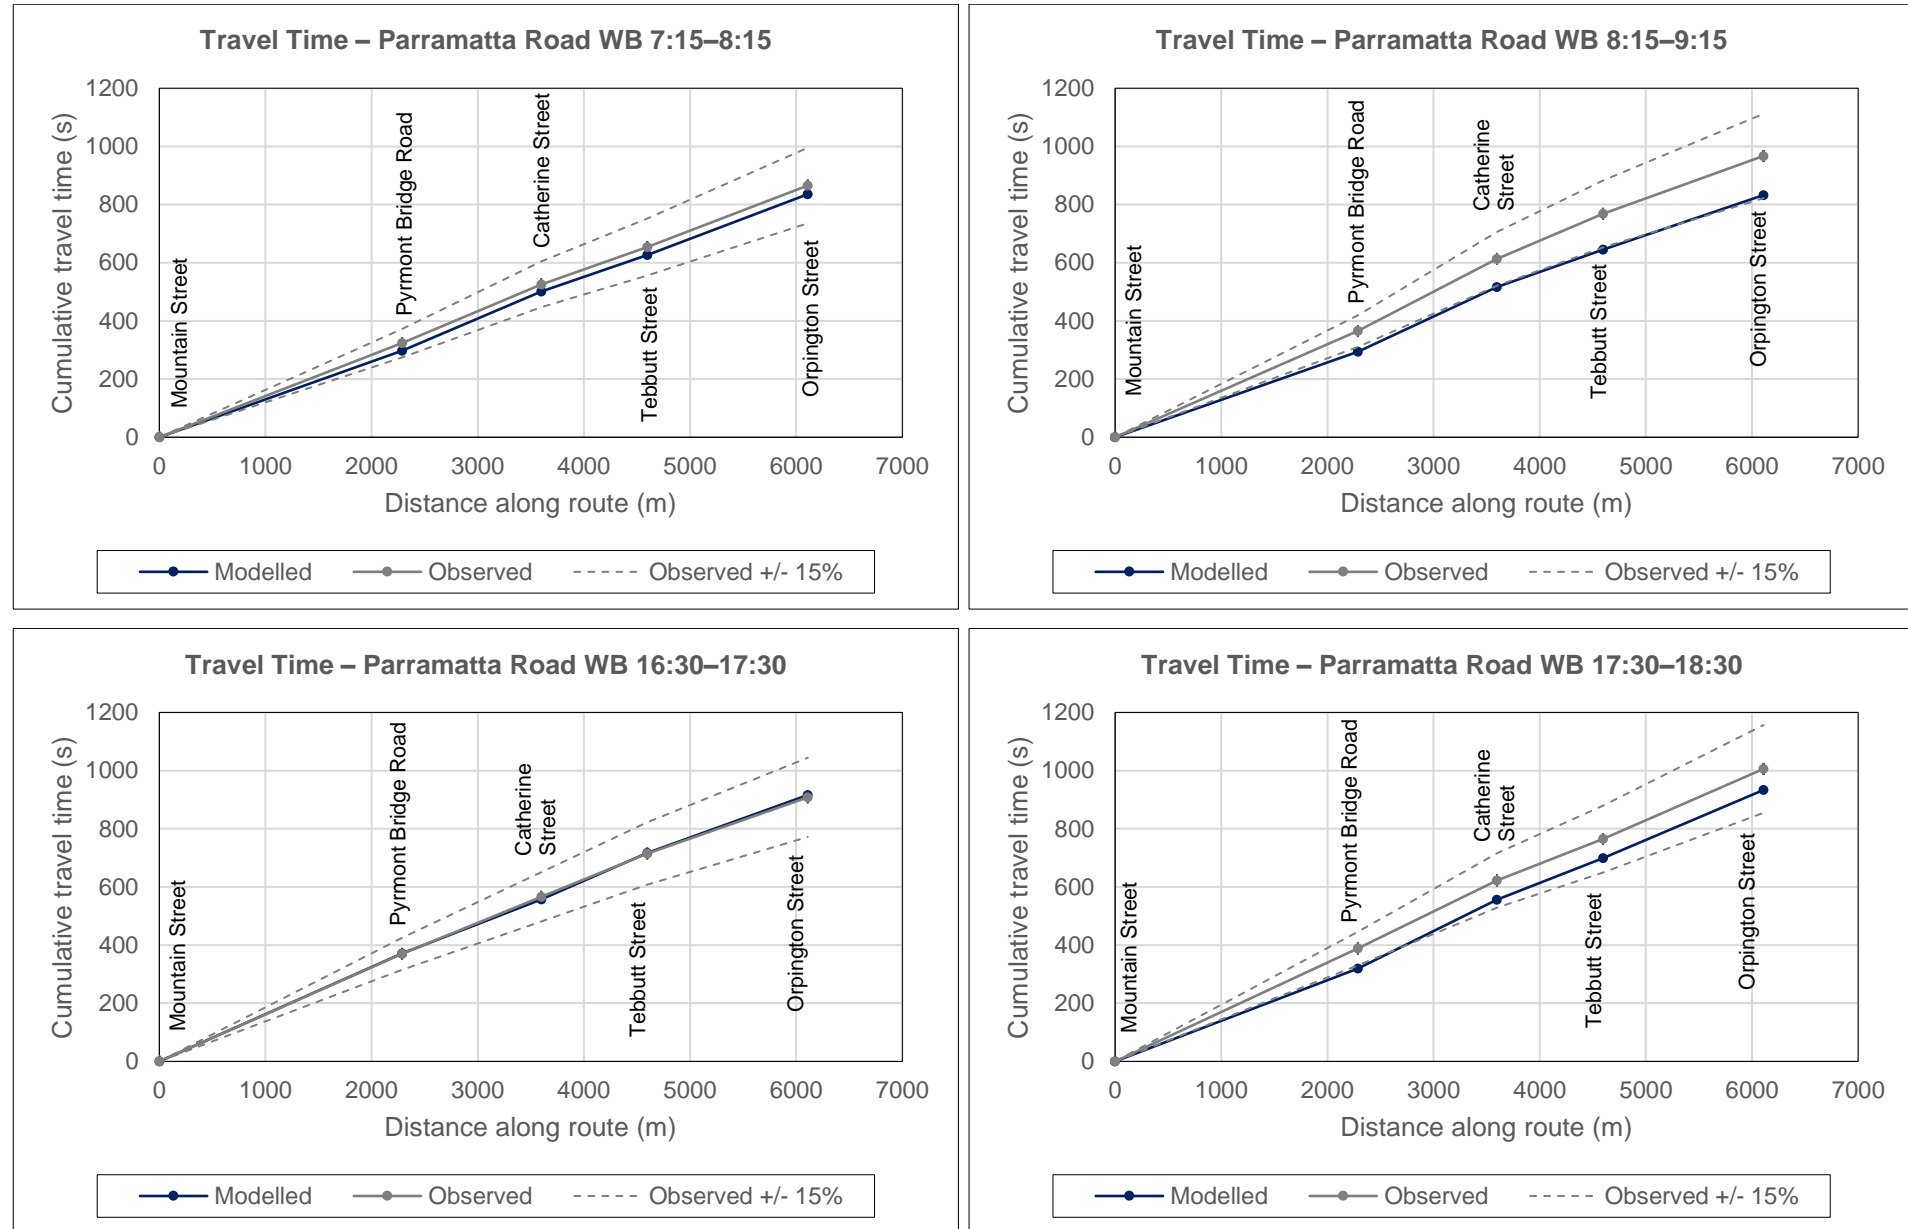 Travel Time – Parramatta Road WB 7:15–8:15
Cumulative travel time (s)
1200
1000
800
600
400
200
0
Mountain Street
Pyrmont Bridge Road
Catherine Street
Tebbutt Street
Orpington Street
0 1000 2000 3000 4000 5000 6000 7000
Distance along route (m)
Modelled Observed Observed +/- 15%
Travel Time – Parramatta Road WB 8:15–9:15
Cumulative travel time (s)
1200
1000
800
600
400
200
0
Mountain Street
Pyrmont Bridge Road
Catherine
Street
Tebbutt Street
Orpington Street
0 1000 2000 3000 4000 5000 6000 7000
Distance along route (m)
Modelled Observed Observed +/- 15%
Travel Time – Parramatta Road WB 16:30–17:30
Cumulative travel time (s)
1200
1000
800
600
400
200
0
Mountain Street
Pyrmont Bridge Road
Catherine
Street
Tebbutt Street
Orpington Street
0 1000 2000 3000 4000 5000 6000 7000
Distance along route (m)
Modelled Observed Observed +/- 15%
Travel Time – Parramatta Road WB 17:30–18:30
Cumulative travel time (s)
1200
1000
800
600
400
200
0
Mountain Street
Pyrmont Bridge Road
Catherine
Street
Tebbutt Street
Orpington Street
0 1000 2000 3000 4000 5000 6000 7000
Distance along route (m)
Modelled Observed Observed +/- 15%